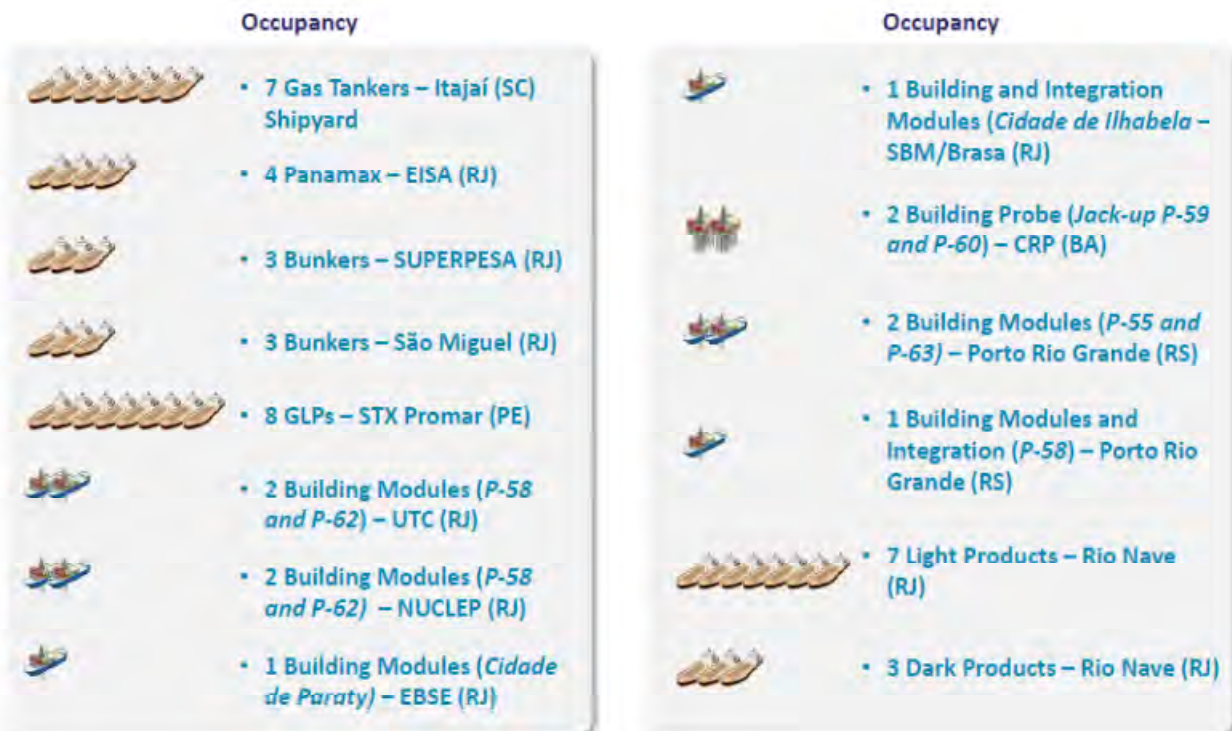 Occupancy
• 7 Gas Tankers – Itajaí (SC)
Shipyard
• 4 Panamax – EISA (RJ)
• 3 Bunkers – SUPERPESA (RJ)
• 3 Bunkers – São Miguel (RJ)
• 8 GLPs – STX Promar (PE)
• 2 Building Modules (P-58
and P-62) – UTC (RJ)
• 2 Building Modules (P-58
and P-62) – NUCLEP (RJ)
• 1 Building Modules (Cidade
de Paraty) – EBSE (RJ)
Occupancy
• 1 Building and Integration
Modules (Cidade de Ilhabela –
SBM/Brasa (RJ)
• 2 Building Probe (Jack-up P-59
and P-60) – CRP (BA)
• 2 Building Modules (P-55 and
P-63) – Porto Rio Grande (RS)
• 1 Building Modules and
Integration (P-58) – Porto Rio
Grande (RS)
• 7 Light Products – Rio Nave
(RJ)
• 3 Dark Products – Rio Nave (RJ)